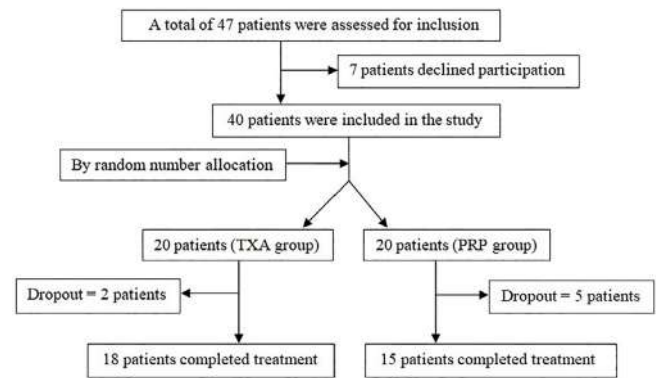 A total of 47 patients were assessed for inclusion
7 patients declined participation
40 patients were included in the study
By random number allocation
20 patients (TXA group)
20 patients (PRP group)
Dropout = 2 patients
Dropout = 5 patients
18 patients completed treatment
15 patients completed treatment